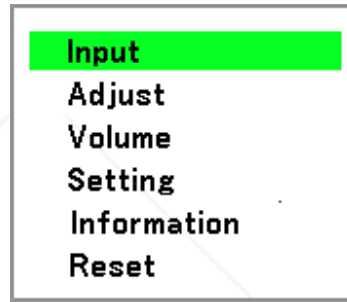 Input
Adjust
Volume
Setting
Information
Reset